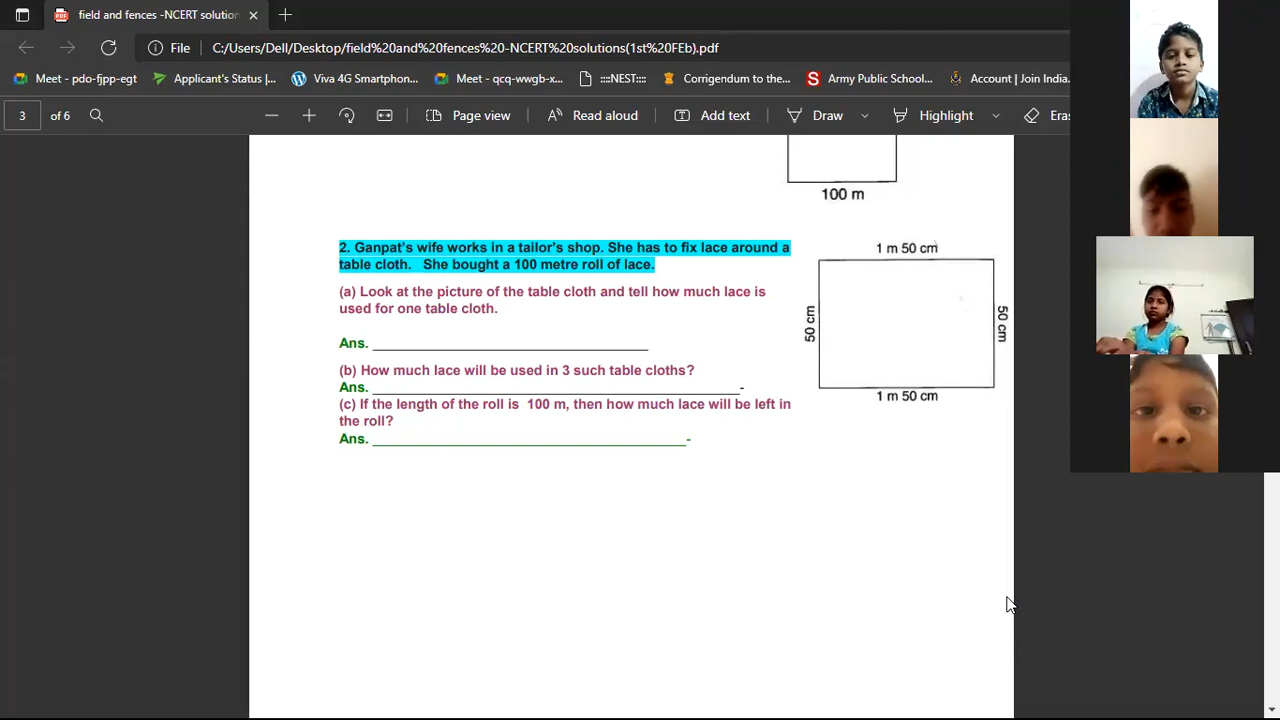 field and fences -NCERT solution
File
C:/Users/Dell/Desktop/field%20and%20fences%20-NCERT%20solutions(1st%20FEb).pdf
Meet - pdo-fjpp-egt
Applicant's Status |...
Viva 4G Smartphon...
Meet - qcq-wwgb-x...
::::NEST::::
Corrigendum to the...
Army Public School...
Account | Join India.
3 of 6
Page view
Read aloud
Add text
Draw
Highlight
Eras
100 m
2. Ganpat's wife works in a tailor's shop. She has to fix lace around a
table cloth. She bought a 100 metre roll of lace.
(a) Look at the picture of the table cloth and tell how much lace is
used for one table cloth.
Ans. ___________________________________
(b) How much lace will be used in 3 such table cloths?
Ans. _______________________________________________-
(c) If the length of the roll is 100 m, then how much lace will be left in
the roll?
Ans. ________________________________________-
1 m 50 cm
50 cm
50 cm
1 m 50 cm